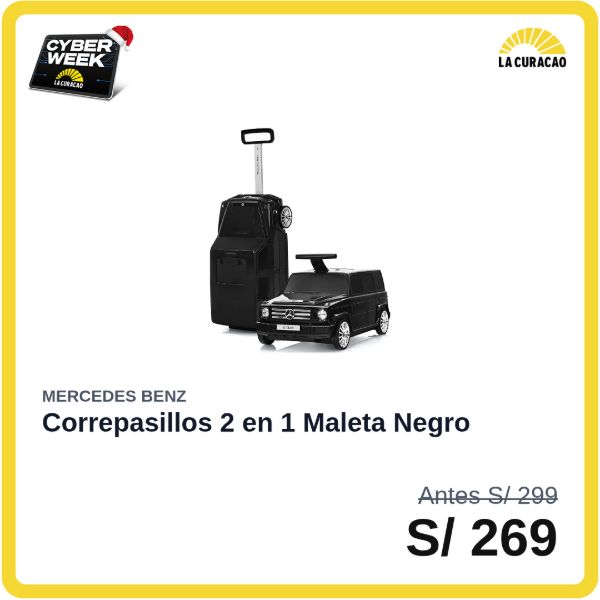 CYBER
WEEK
LA CURACAO
LA CURACAO
MERCEDES BENZ
Correpasillos 2 en 1 Maleta Negro
Antes S/ 299
S/ 269